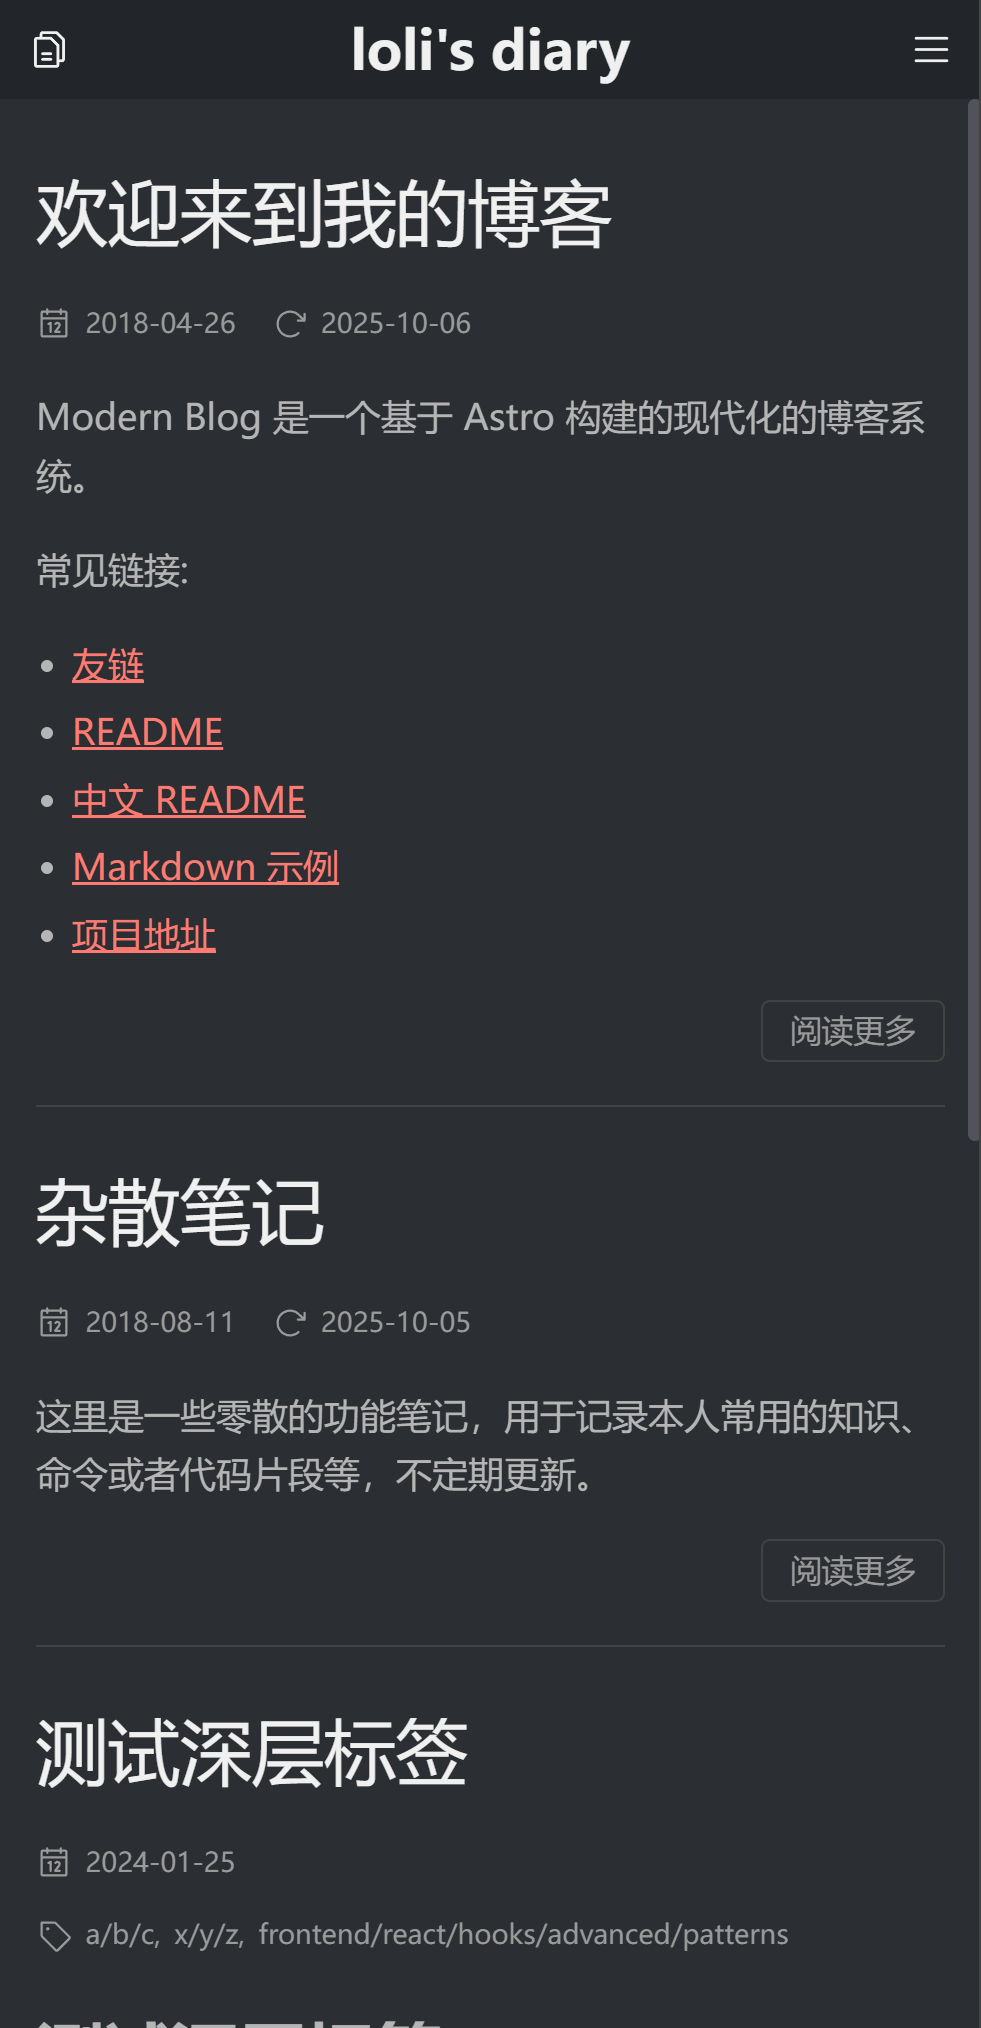 loli's diary
欢迎来到我的博客
2018-04-26 2025-10-06
Modern Blog 是一个基于 Astro 构建的现代化的博客系
统。
常见链接:
友链
README
中文 README
Markdown 示例
项目地址
阅读更多
杂散笔记
2018-08-11 2025-10-05
这里是一些零散的功能笔记，用于记录本人常用的知识、
命令或者代码片段等，不定期更新。
阅读更多
测试深层标签
2024-01-25
a/b/c, x/y/z, frontend/react/hooks/advanced/patterns